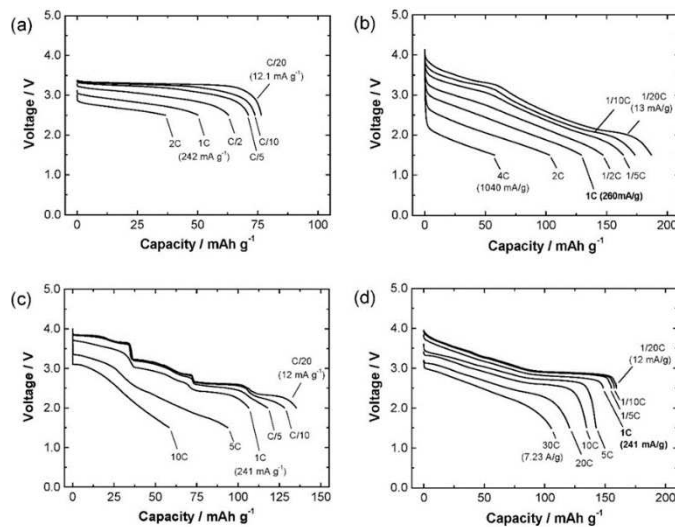 (a)
5.0
4.0
3.0
2.0
1.0
0.0
Voltage / V
C/20
(12.1 mA g⁻¹)
2C
1C
(242 mA g⁻¹)
C/2
C/5
C/10
0
25
50
75
100
Capacity / mAh g⁻¹
(b)
5.0
4.0
3.0
2.0
1.0
0.0
Voltage / V
1/10C
1/20C
(13 mA/g)
4C
(1040 mA/g)
2C
1C (260mA/g)
1/2C
1/5C
0
50
100
150
200
Capacity / mAh g⁻¹
(c)
5.0
4.0
3.0
2.0
1.0
0.0
Voltage / V
C/20
(12 mA g⁻¹)
10C
5C
1C
(241 mA g⁻¹)
C/5
C/10
0
25
50
75
100
125
150
Capacity / mAh g⁻¹
(d)
5.0
4.0
3.0
2.0
1.0
0.0
Voltage / V
1/20C
(12 mA/g)
1/10C
1/5C
1C
(241 mA/g)
30C
(7.23 A/g)
20C
10C
5C
0
50
100
150
200
Capacity / mAh g⁻¹